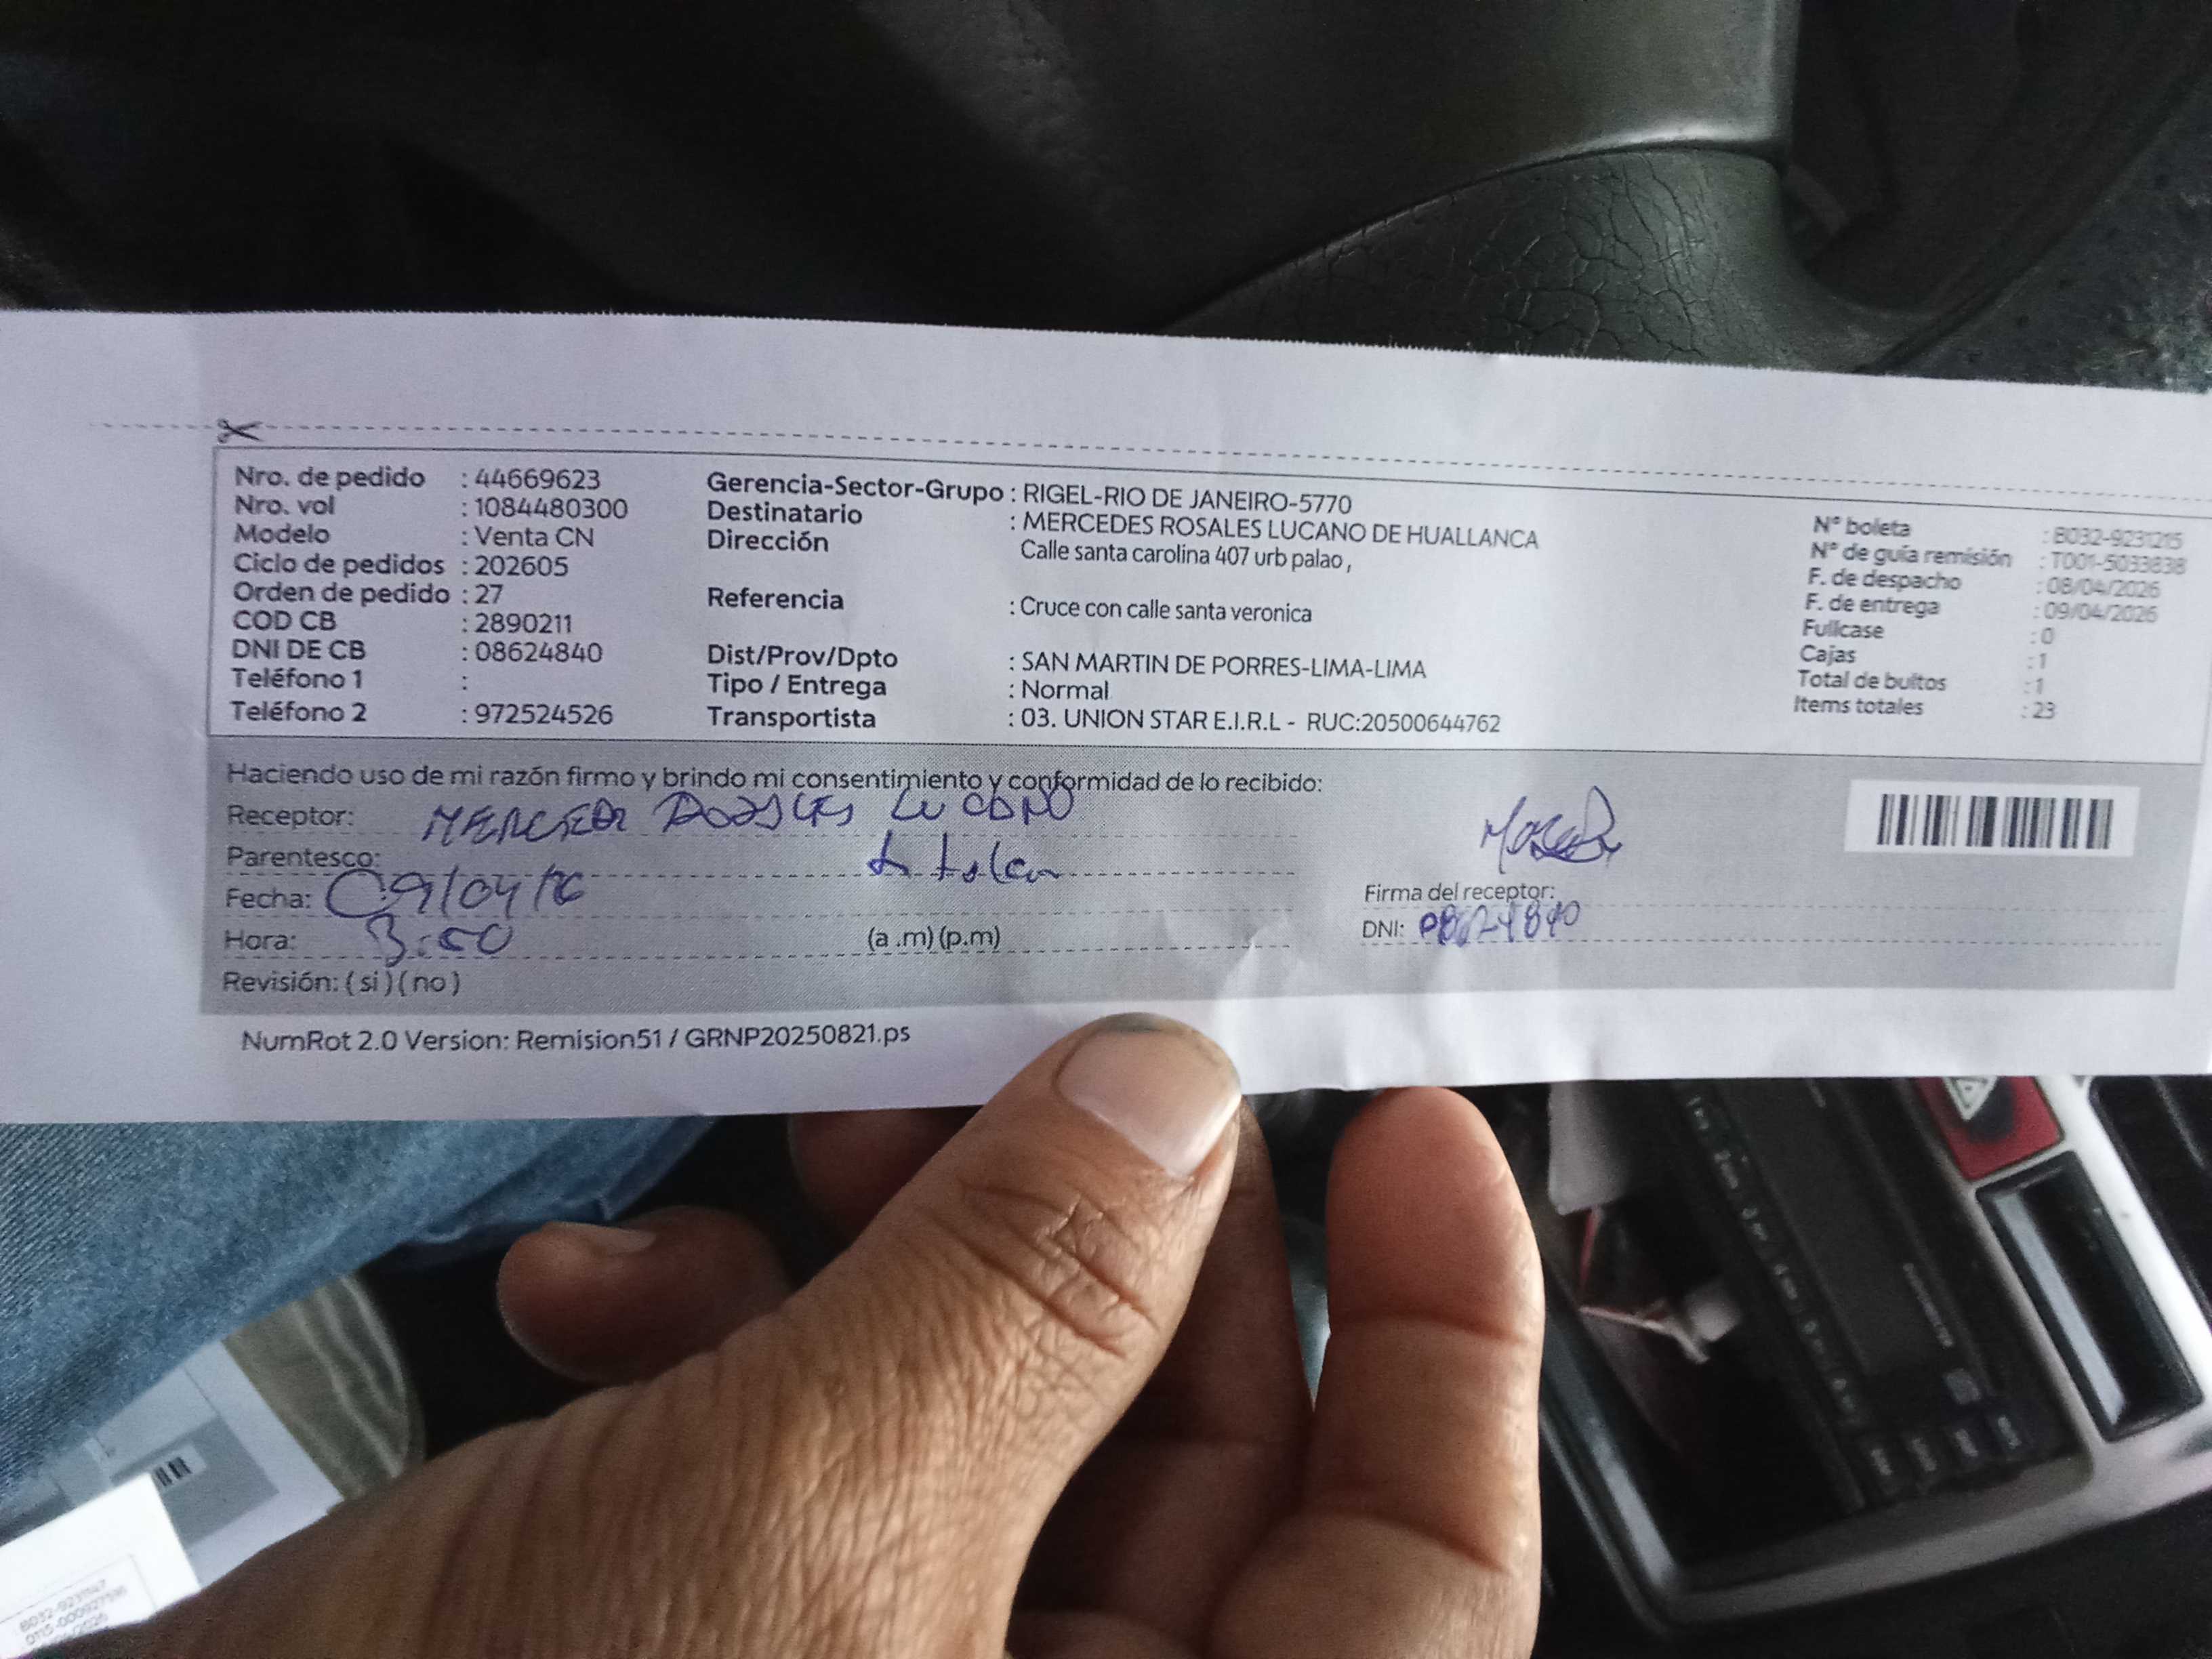 Nro. de pedido : 44669623
Nro. vol : 1084480300
Modelo : Venta CN
Ciclo de pedidos : 202605
Orden de pedido : 27
COD CB : 2890211
DNI DE CB : 08624840
Teléfono 1 :
Teléfono 2 : 972524526
Gerencia-Sector-Grupo : RIGEL-RIO DE JANEIRO-5770
Destinatario : MERCEDES ROSALES LUCANO DE HUALLANCA
Dirección Calle santa carolina 407 urb palao ,
Referencia : Cruce con calle santa veronica
Dist/Prov/Dpto : SAN MARTIN DE PORRES-LIMA-LIMA
Tipo / Entrega : Normal
Transportista : 03. UNION STAR E.I.R.L - RUC:20500644762
N° boleta : B032-9231215
N° de guía remisión : T001-5033838
F. de despacho : 08/04/2026
F. de entrega : 09/04/2026
Fullcase : 0
Cajas : 1
Total de bultos : 1
Items totales : 23
Haciendo uso de mi razón firmo y brindo mi consentimiento y conformidad de lo recibido:
Receptor: Lucano
Parentesco: titular
Fecha: 09/04/26
Hora: 3:00 (a .m) (p.m)
Revisión: ( si ) ( no )
Firma del receptor:
DNI: 08624840
NumRot 2.0 Version: Remision51 / GRNP20250821.ps